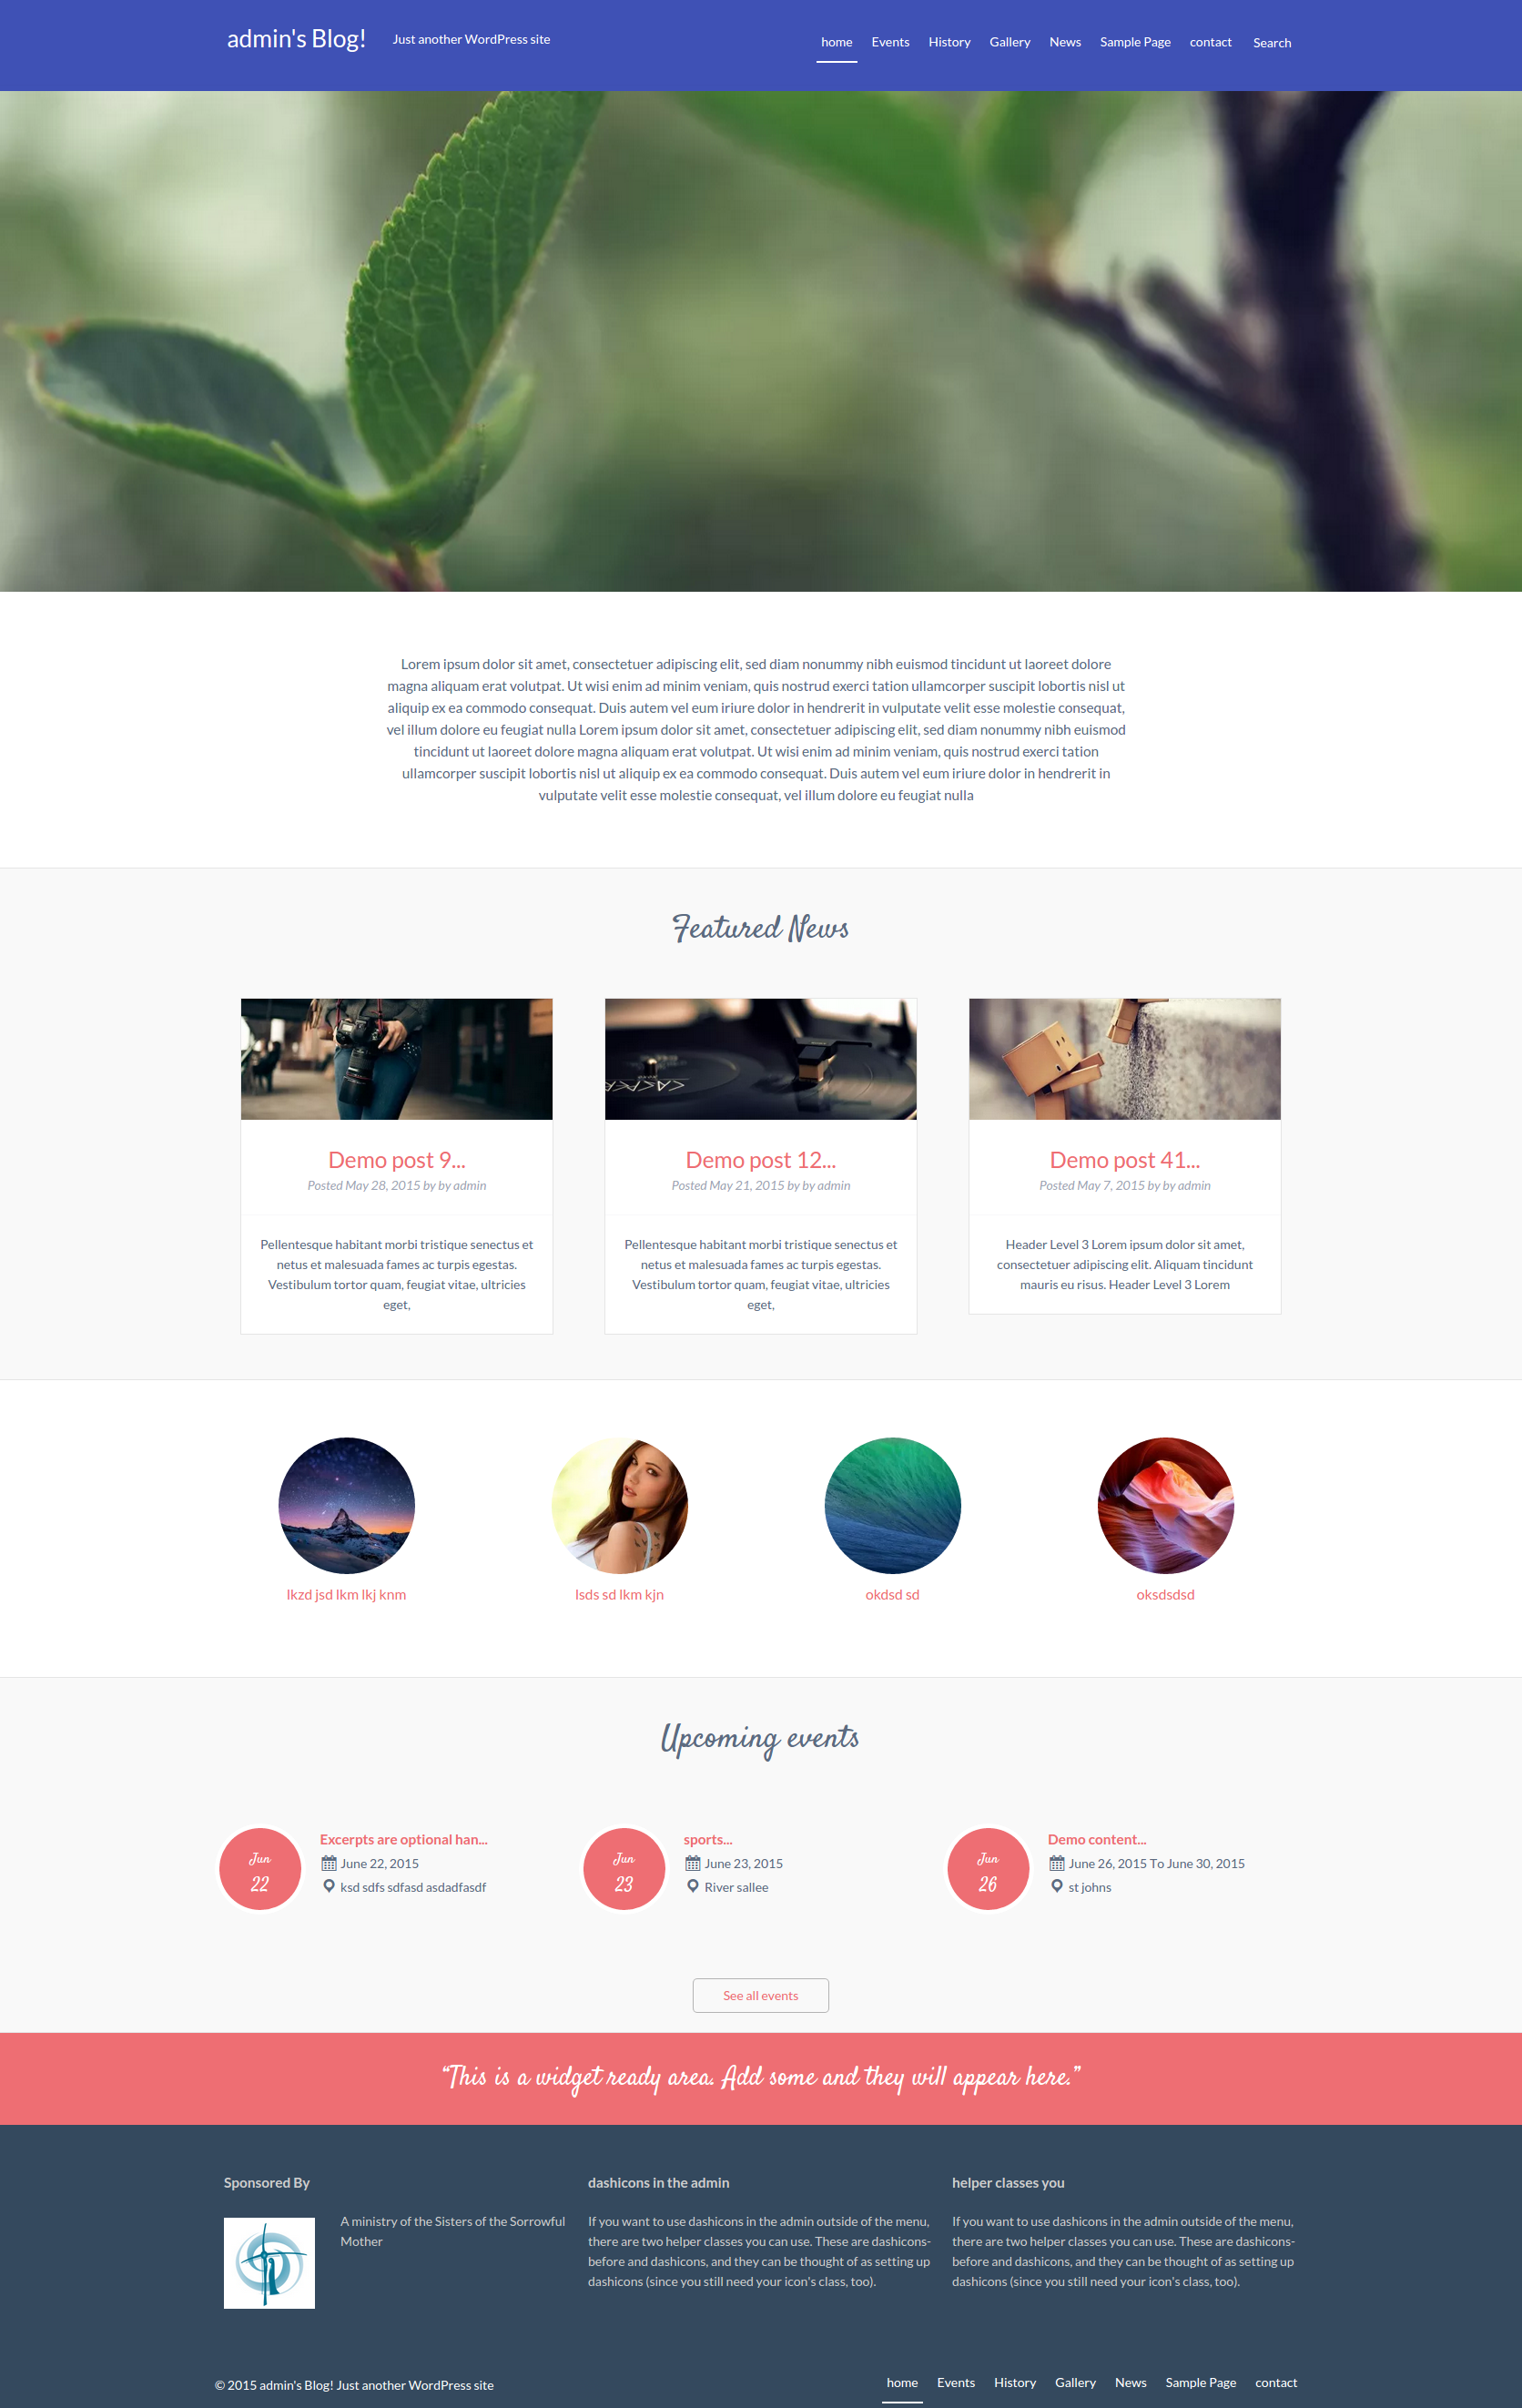 admin's Blog!
Just another WordPress site
home Events History Gallery News Sample Page contact Search
Lorem ipsum dolor sit amet, consectetuer adipiscing elit, sed diam nonummy nibh euismod tincidunt ut laoreet dolore
magna aliquam erat volutpat. Ut wisi enim ad minim veniam, quis nostrud exerci tation ullamcorper suscipit lobortis nisl ut
aliquip ex ea commodo consequat. Duis autem vel eum iriure dolor in hendrerit in vulputate velit esse molestie consequat,
vel illum dolore eu feugiat nulla Lorem ipsum dolor sit amet, consectetuer adipiscing elit, sed diam nonummy nibh euismod
tincidunt ut laoreet dolore magna aliquam erat volutpat. Ut wisi enim ad minim veniam, quis nostrud exerci tation
ullamcorper suscipit lobortis nisl ut aliquip ex ea commodo consequat. Duis autem vel eum iriure dolor in hendrerit in
vulputate velit esse molestie consequat, vel illum dolore eu feugiat nulla
Featured News
Demo post 9...
Posted May 28, 2015 by by admin
Pellentesque habitant morbi tristique senectus et
netus et malesuada fames ac turpis egestas.
Vestibulum tortor quam, feugiat vitae, ultricies
eget,
Demo post 12...
Posted May 21, 2015 by by admin
Pellentesque habitant morbi tristique senectus et
netus et malesuada fames ac turpis egestas.
Vestibulum tortor quam, feugiat vitae, ultricies
eget,
Demo post 41...
Posted May 7, 2015 by by admin
Header Level 3 Lorem ipsum dolor sit amet,
consectetuer adipiscing elit. Aliquam tincidunt
mauris eu risus. Header Level 3 Lorem
lkzd jsd lkm lkj knm
lsds sd lkm kjn
okdsd sd
oksdsdsd
Upcoming events
Jun
22
Excerpts are optional han...
June 22, 2015
ksd sdfs sdfasd asdadfasdf
Jun
23
sports...
June 23, 2015
River sallee
Jun
26
Demo content...
June 26, 2015 To June 30, 2015
st johns
See all events
“This is a widget ready area. Add some and they will appear here.”
Sponsored By
A ministry of the Sisters of the Sorrowful
Mother
dashicons in the admin
If you want to use dashicons in the admin outside of the menu,
there are two helper classes you can use. These are dashicons-
before and dashicons, and they can be thought of as setting up
dashicons (since you still need your icon's class, too).
helper classes you
If you want to use dashicons in the admin outside of the menu,
there are two helper classes you can use. These are dashicons-
before and dashicons, and they can be thought of as setting up
dashicons (since you still need your icon's class, too).
© 2015 admin's Blog! Just another WordPress site
home Events History Gallery News Sample Page contact